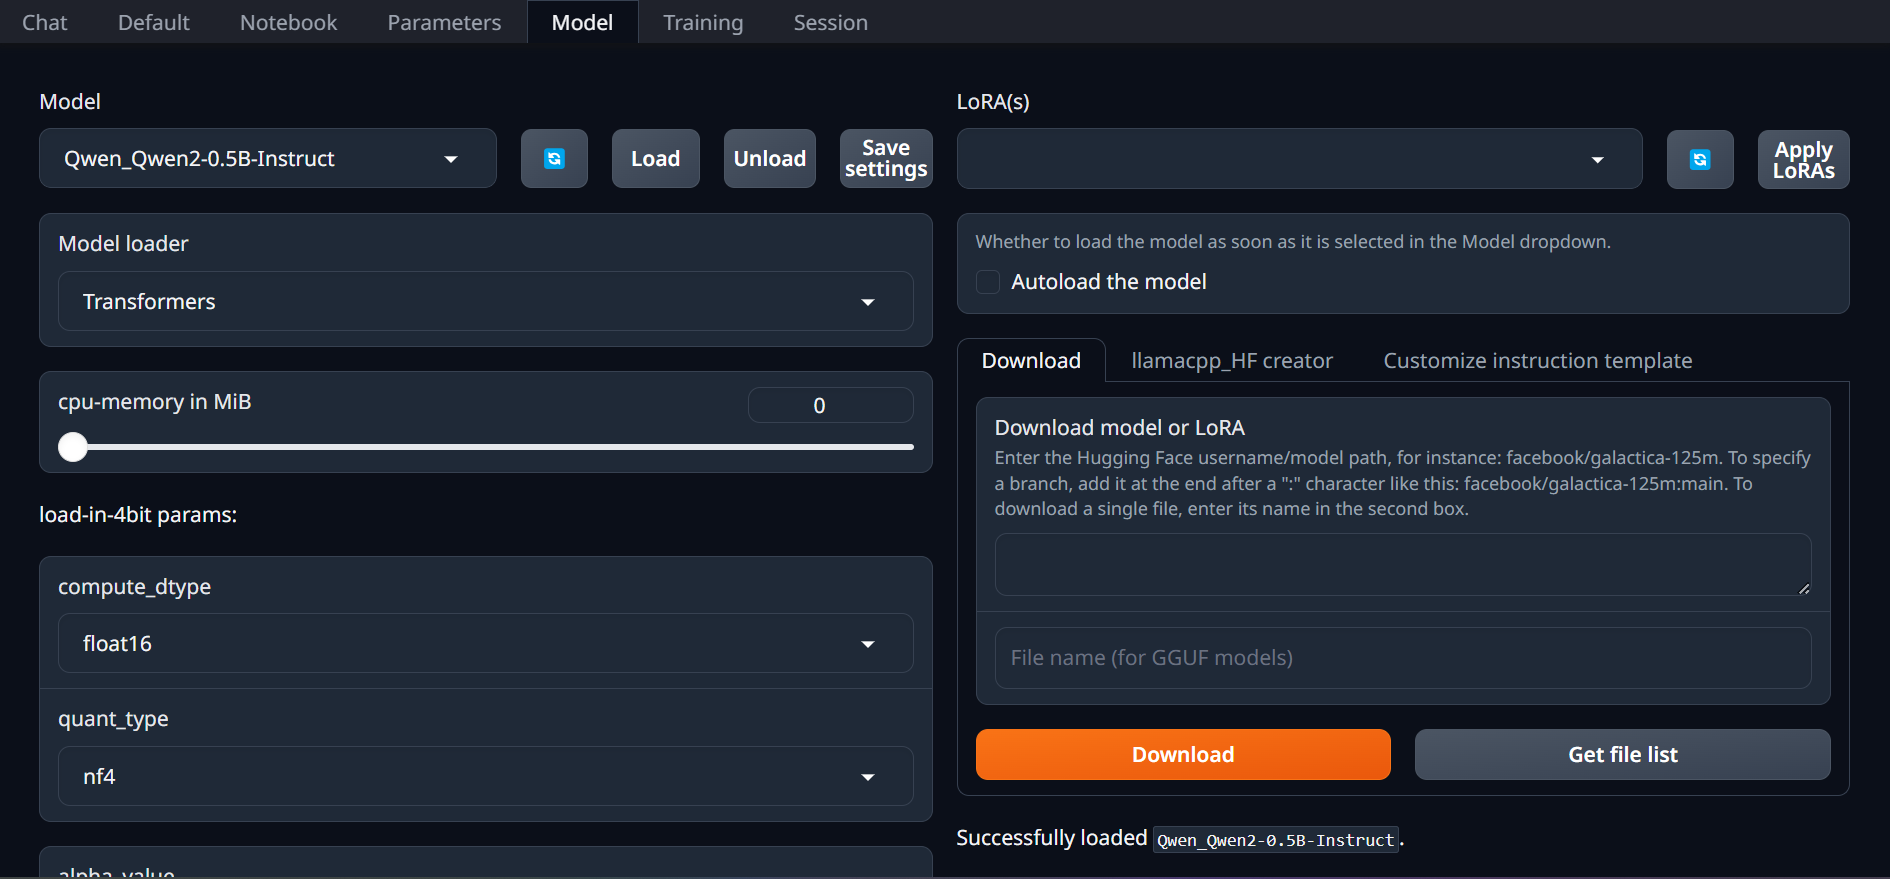 Chat
Default
Notebook
Parameters
Model
Training
Session
Model
Qwen_Qwen2-0.5B-Instruct
Load
Unload
Save
settings
Model loader
Transformers
cpu-memory in MiB
0
load-in-4bit params:
compute_dtype
float16
quant_type
nf4
alpha_value
LoRA(s)
Apply
LoRAs
Whether to load the model as soon as it is selected in the Model dropdown.
Autoload the model
Download
llamacpp_HF creator
Customize instruction template
Download model or LoRA
Enter the Hugging Face username/model path, for instance: facebook/galactica-125m. To specify
a branch, add it at the end after a ":" character like this: facebook/galactica-125m:main. To
download a single file, enter its name in the second box.
File name (for GGUF models)
Download
Get file list
Successfully loaded Qwen_Qwen2-0.5B-Instruct.